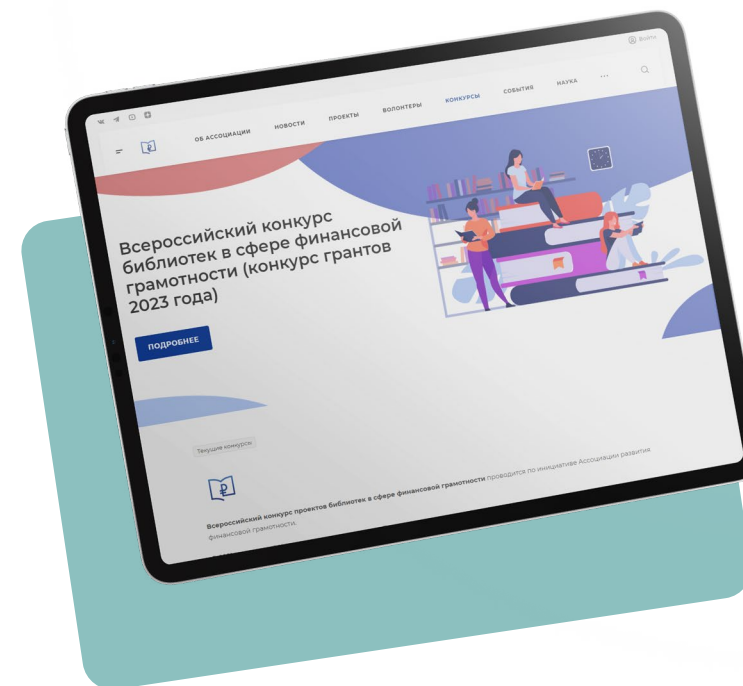 Войти
ОБ АССОЦИАЦИИ НОВОСТИ ПРОЕКТЫ ВОЛОНТЕРЫ КОНКУРСЫ СОБЫТИЯ НАУКА ...
Всероссийский конкурс
библиотек в сфере финансовой
грамотности (конкурс грантов
2023 года)
ПОДРОБНЕЕ
Текущие конкурсы
Всероссийский конкурс проектов библиотек в сфере финансовой грамотности проводится по инициативе Ассоциации развития
финансовой грамотности.